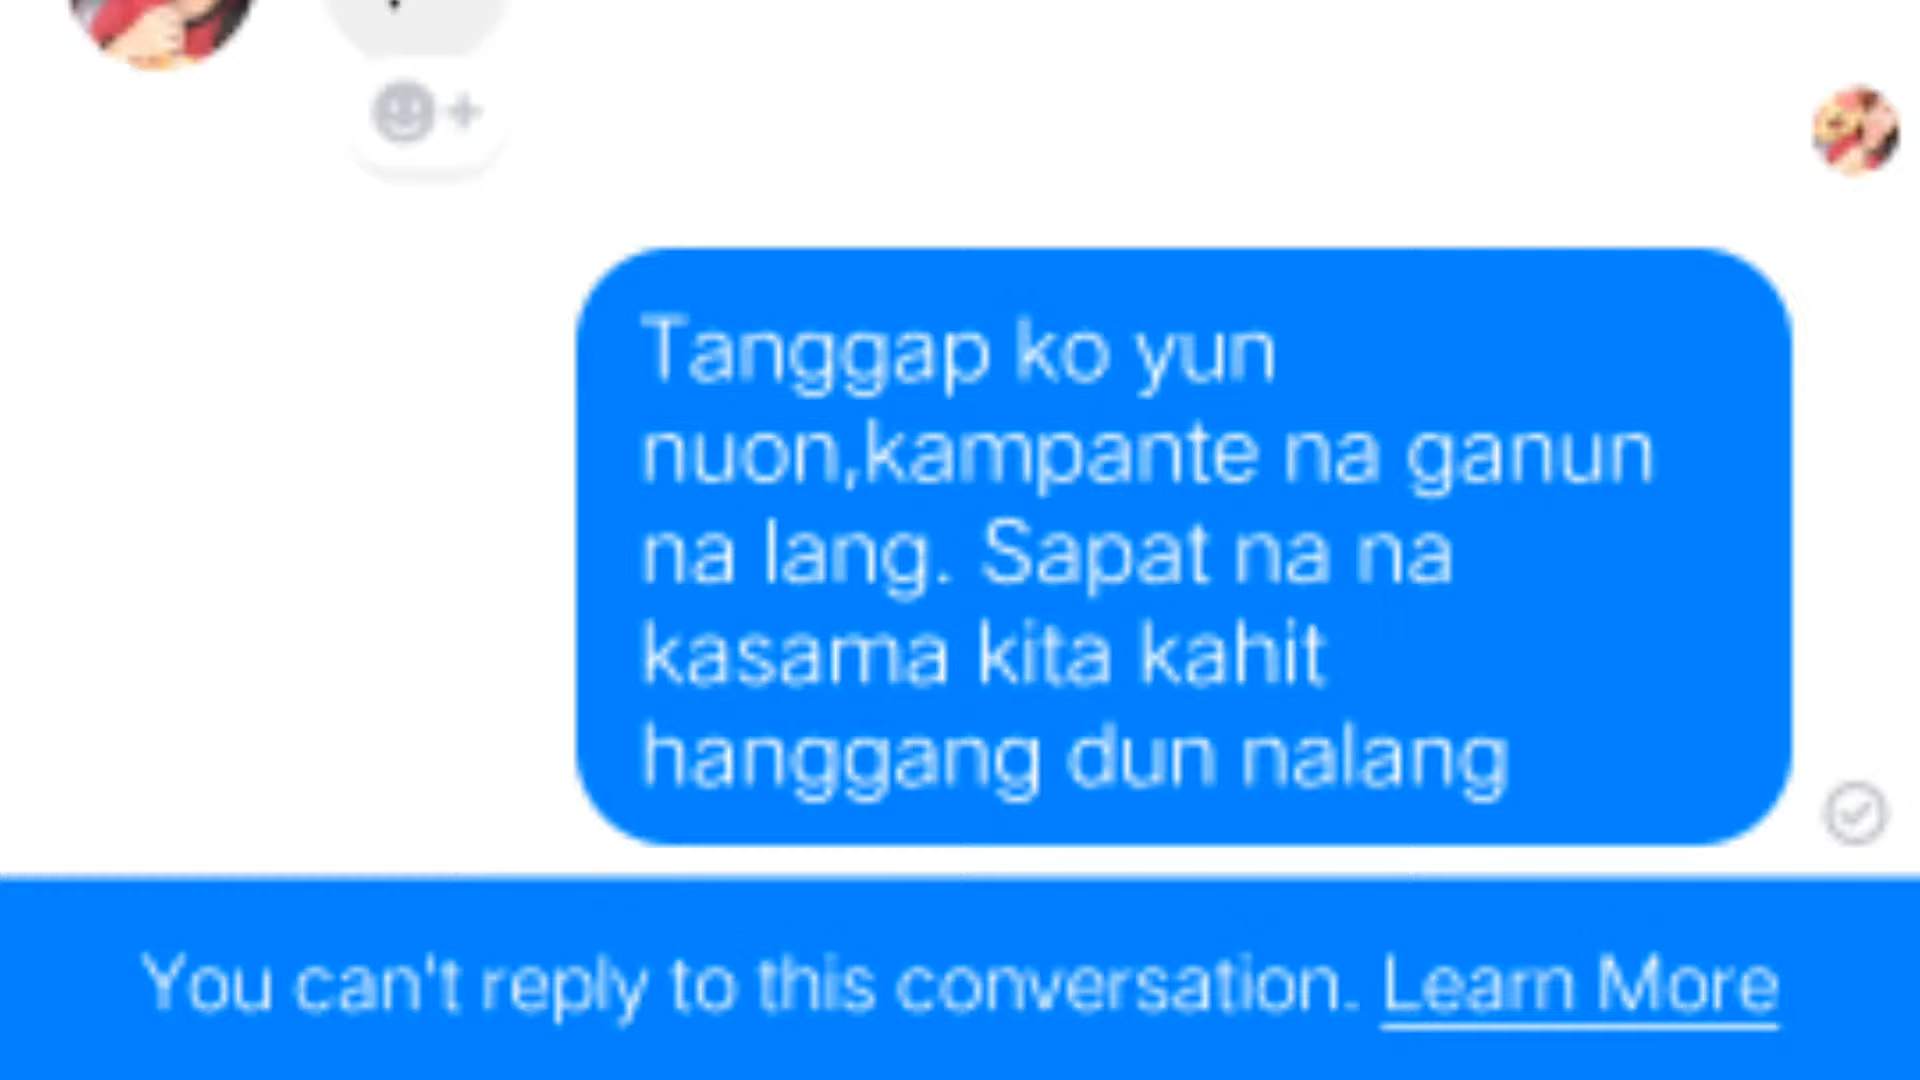 Tanggap ko yun
nuon,kampante na ganun
na lang. Sapat na na
kasama kita kahit
hanggang dun nalang
You can't reply to this conversation. Learn More